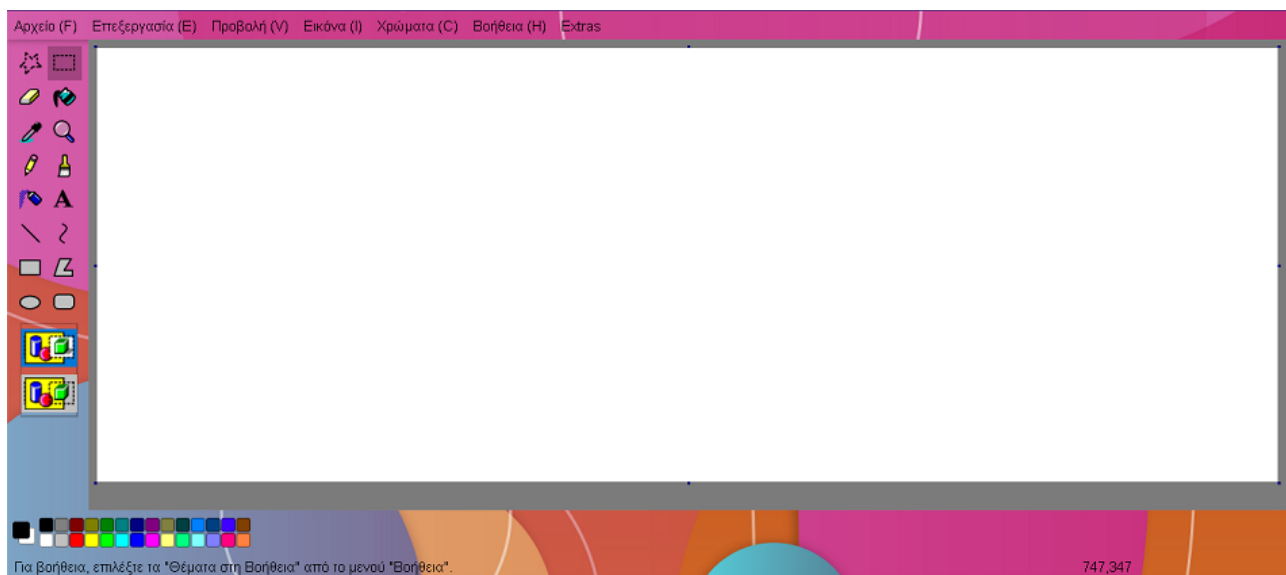 Αρχείο (F) Επεξεργασία (E) Προβολή (V) Εικόνα (I) Χρώματα (C) Βοήθεια (H) Extras
A
Για βοήθεια, επιλέξτε τα "Θέματα στη Βοήθεια" από το μενού "Βοήθεια". 747,347